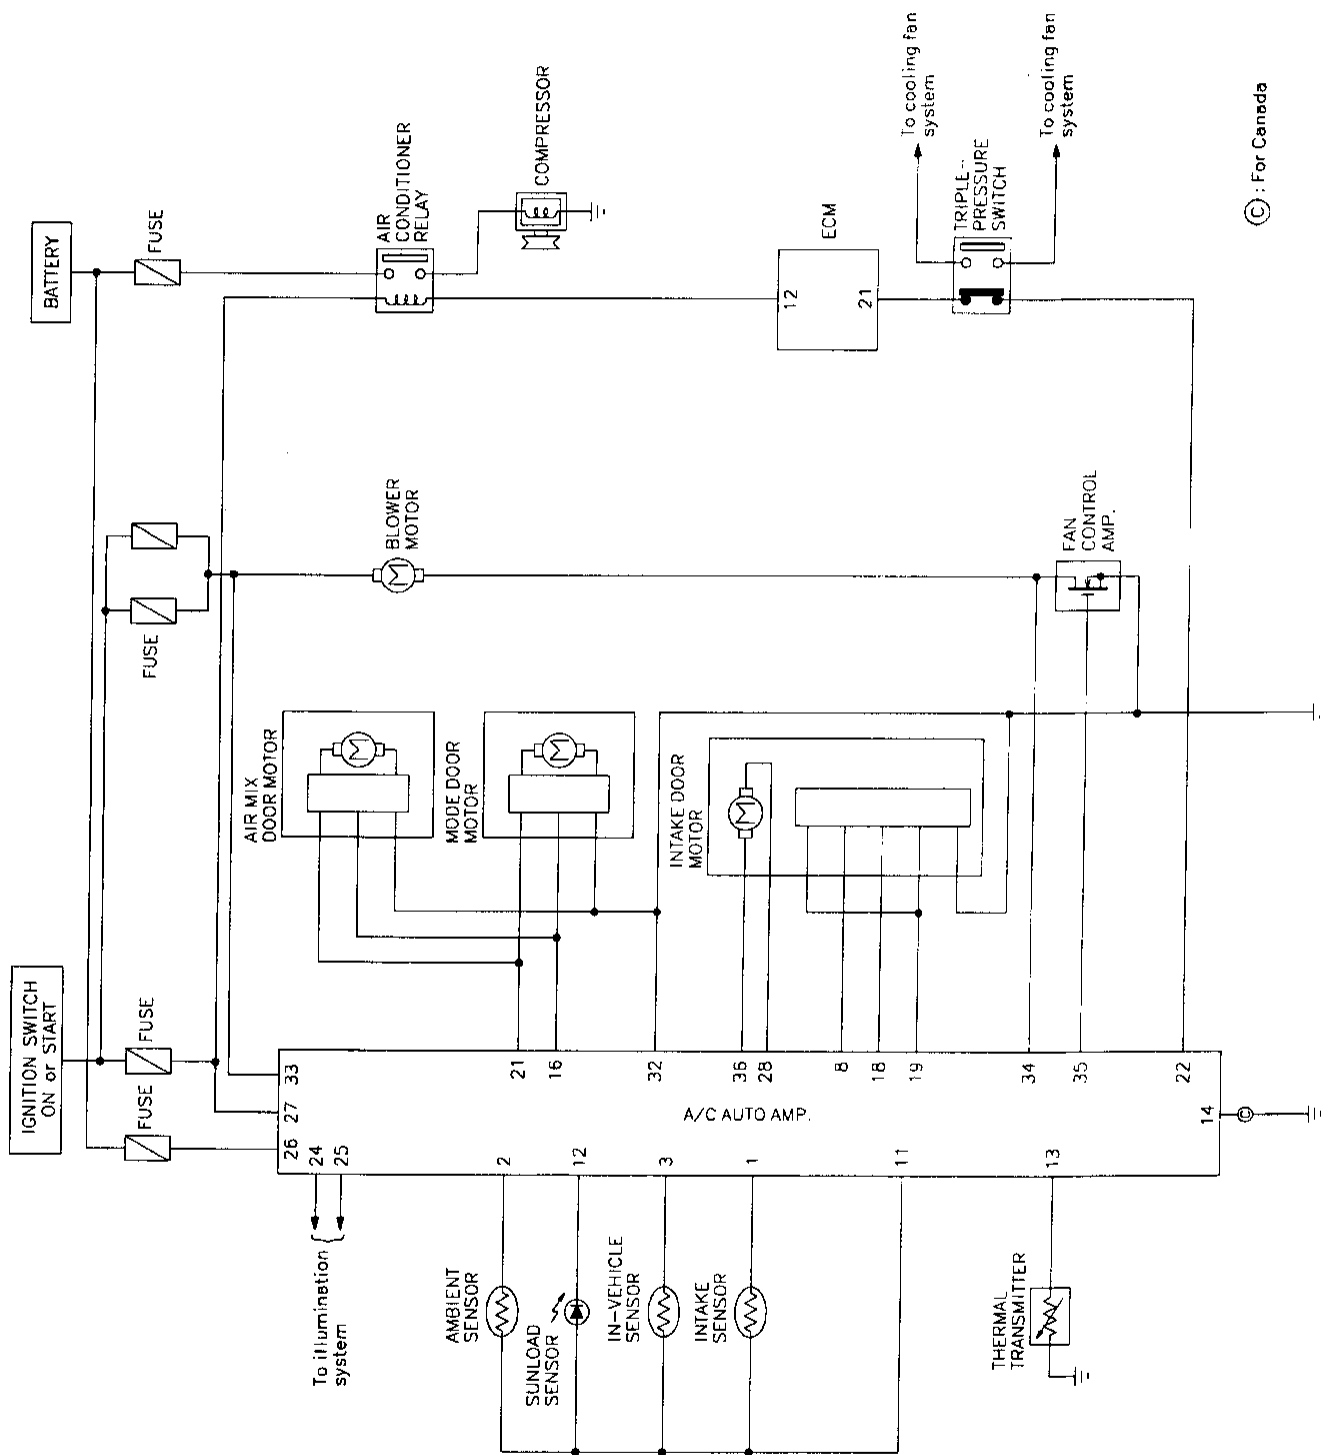 IGNITION SWITCH
ON or START
BATTERY
FUSE
FUSE
FUSE
FUSE
AIR
CONDITIONER
RELAY
COMPRESSOR
ECM
12
21
TRIPLE-
PRESSURE
SWITCH
To cooling fan
system
To cooling fan
system
BLOWER
MOTOR
FAN
CONTROL
AMP.
AIR MIX
DOOR MOTOR
MODE DOOR
MOTOR
INTAKE DOOR
MOTOR
M
M
M
M
33
27
26
24
25
21
16
32
36
28
8
18
19
34
35
22
A/C AUTO AMP.
14
C
2
12
3
1
11
13
To illumination
system
AMBIENT
SENSOR
SUNLOAD
SENSOR
IN-VEHICLE
SENSOR
INTAKE
SENSOR
THERMAL
TRANSMITTER
Ⓒ : For Canada